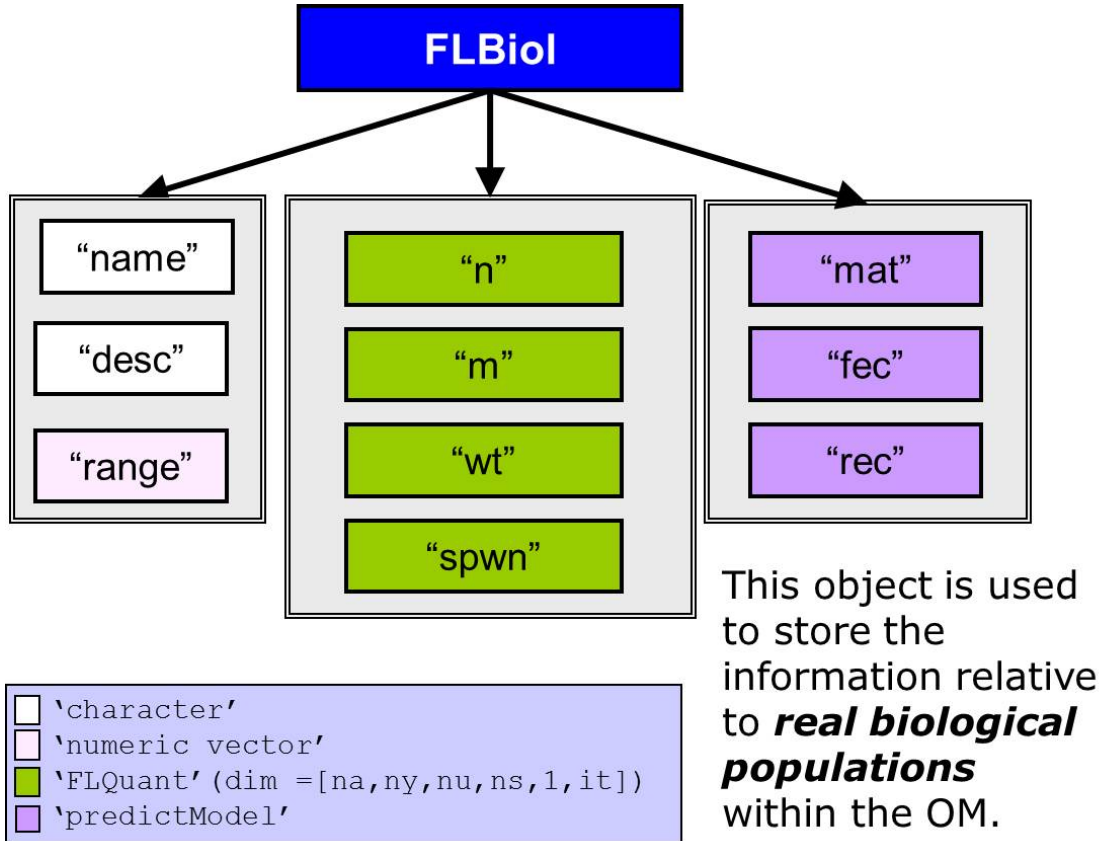 FLBiol
“name”
“desc”
“range”
“n”
“m”
“wt”
“spwn”
“mat”
“fec”
“rec”
This object is used
to store the
information relative
to real biological
populations
within the OM.
‘character’
‘numeric vector’
‘FLQuant’(dim =[na,ny,nu,ns,1,it])
‘predictModel’